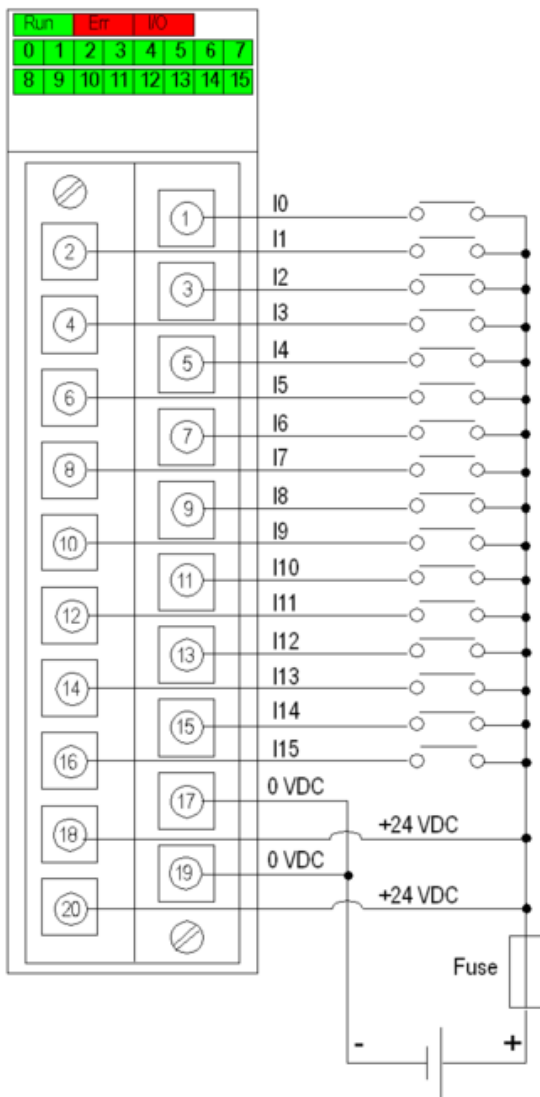 Run Err I/O
0 1 2 3 4 5 6 7
8 9 10 11 12 13 14 15
1 I0
2 I1
3 I2
4 I3
5 I4
6 I5
7 I6
8 I7
9 I8
10 I9
11 I10
12 I11
13 I12
14 I13
15 I14
16 I15
17 0 VDC
18 +24 VDC
19 0 VDC
20 +24 VDC
Fuse
- +